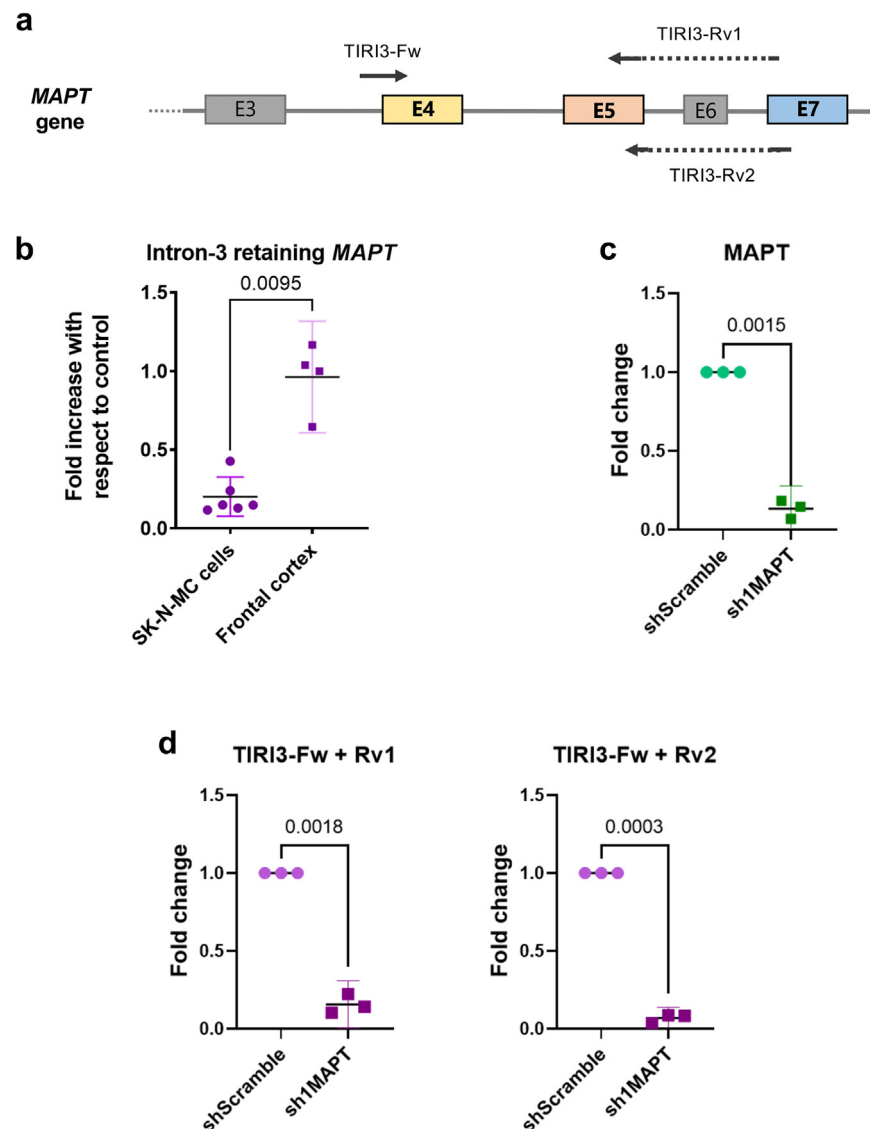 a
TIRI3-Fw
TIRI3-Rv1
MAPT
gene
E3
E4
E5
E6
E7
TIRI3-Rv2
b
Intron-3 retaining MAPT
0.0095
Fold increase with
respect to control
1.5
1.0
0.5
0.0
SK-N-MC cells
Frontal cortex
c
MAPT
0.0015
Fold change
1.5
1.0
0.5
0.0
shScramble
sh1MAPT
d
TIRI3-Fw + Rv1
0.0018
Fold change
1.5
1.0
0.5
0.0
shScramble
sh1MAPT
TIRI3-Fw + Rv2
0.0003
Fold change
1.5
1.0
0.5
0.0
shScramble
sh1MAPT